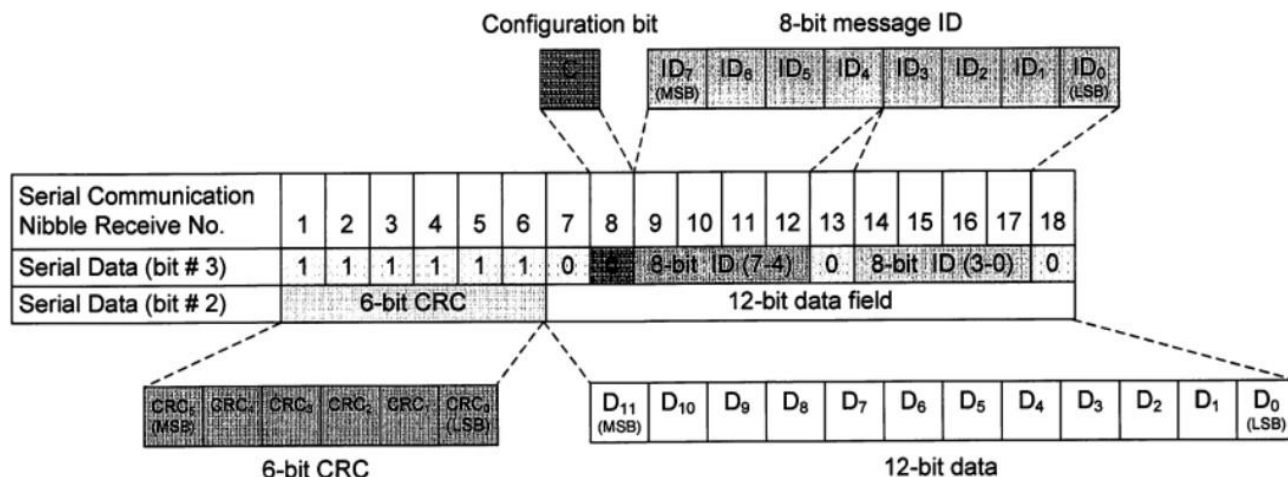 Configuration bit 8-bit message ID
C ID7 ID6 ID5 ID4 ID3 ID2 ID1 ID0
(MSB) (LSB)
Serial Communication
Nibble Receive No. 1 2 3 4 5 6 7 8 9 10 11 12 13 14 15 16 17 18
Serial Data (bit # 3) 1 1 1 1 1 1 0 8-bit ID (7-4) 0 8-bit ID (3-0) 0
Serial Data (bit # 2) 6-bit CRC 12-bit data field
CRC5 CRC4 CRC3 CRC2 CRC1 CRC0 D11 D10 D9 D8 D7 D6 D5 D4 D3 D2 D1 D0
(MSB) (LSB) (MSB) (LSB)
6-bit CRC 12-bit data